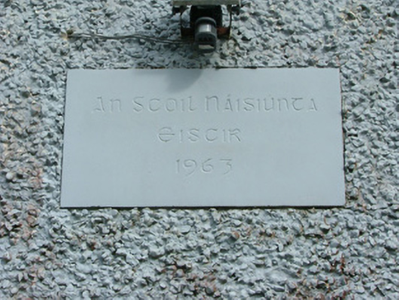 An Scoil Náisiúnta
Eiscir
1963